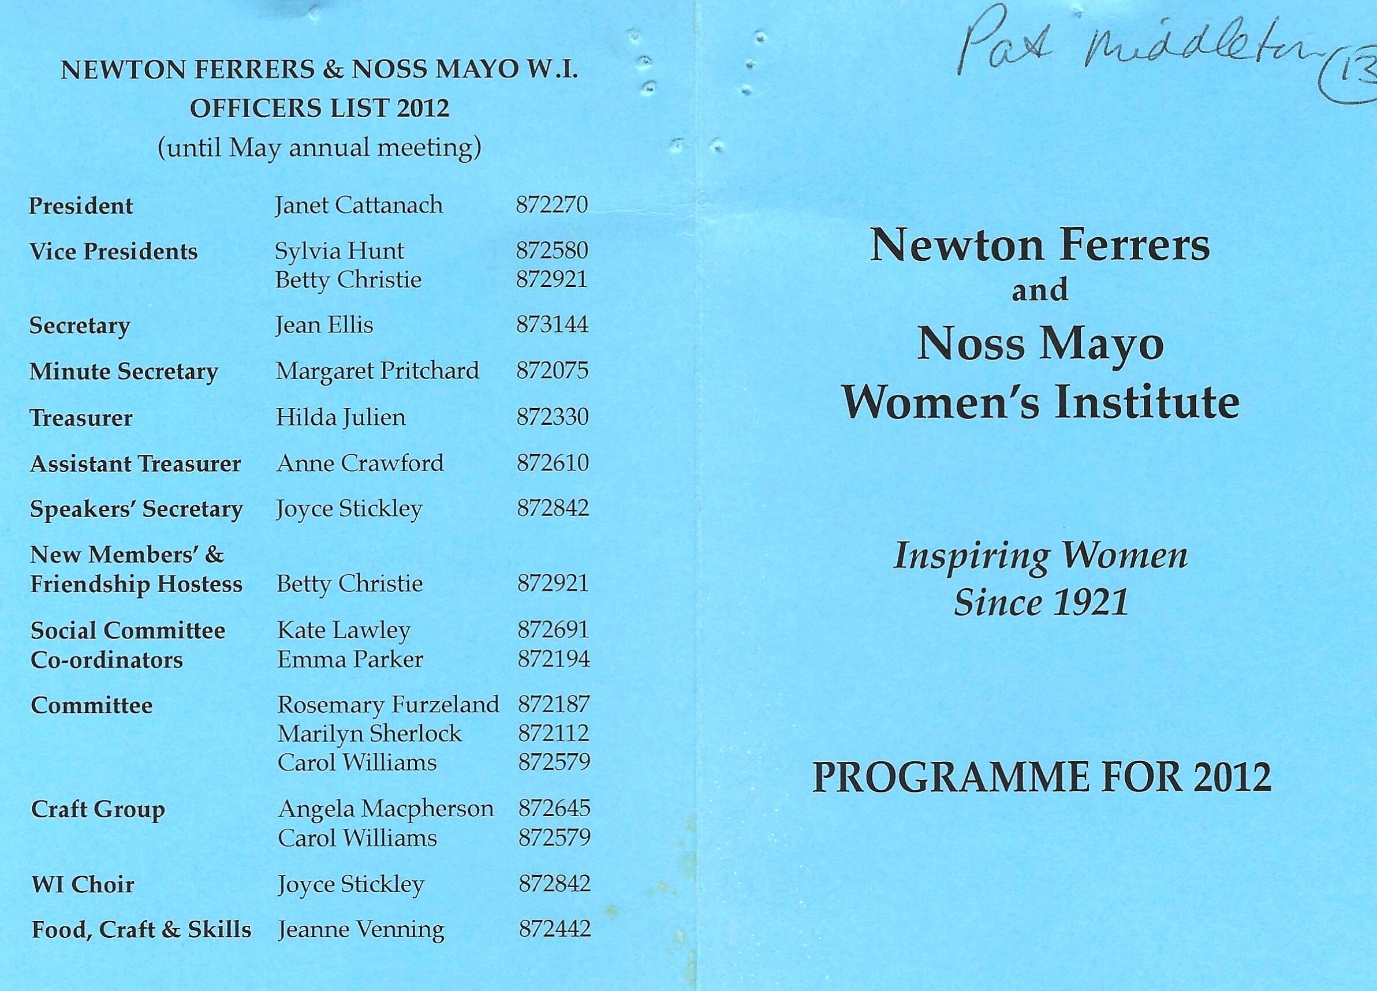 NEWTON FERRERS & NOSS MAYO W.I.
OFFICERS LIST 2012
(until May annual meeting)
President Janet Cattanach 872270
Vice Presidents Sylvia Hunt 872580
Betty Christie 872921
Secretary Jean Ellis 873144
Minute Secretary Margaret Pritchard 872075
Treasurer Hilda Julien 872330
Assistant Treasurer Anne Crawford 872610
Speakers' Secretary Joyce Stickley 872842
New Members' &
Friendship Hostess Betty Christie 872921
Social Committee Kate Lawley 872691
Co-ordinators Emma Parker 872194
Committee Rosemary Furzeland 872187
Marilyn Sherlock 872112
Carol Williams 872579
Craft Group Angela Macpherson 872645
Carol Williams 872579
WI Choir Joyce Stickley 872842
Food, Craft & Skills Jeanne Venning 872442
Pat Middleton 13
Newton Ferrers
and
Noss Mayo
Women's Institute
Inspiring Women
Since 1921
PROGRAMME FOR 2012